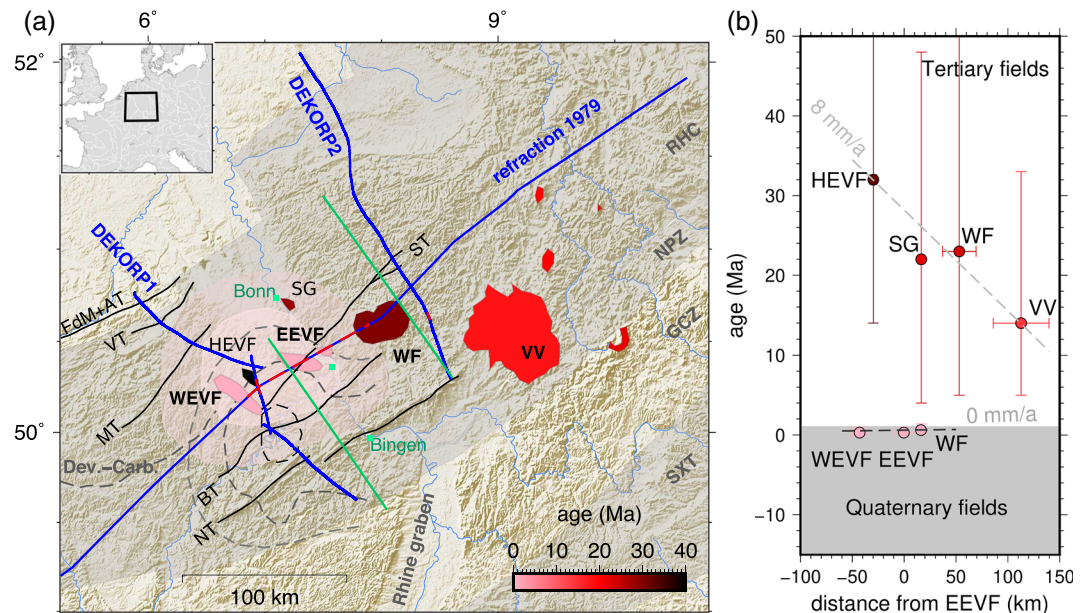 (a)
6°
9°
52°
50°
DEKORP2
refraction 1979
RHC
DEKORP1
NPZ
ST
Bonn
SG
FdM+AT
VT
EEVF
GCZ
HEVF
WF
VV
WEVF
MT
Bingen
Dev.−Carb.
SXT
BT
NT
Rhine graben
age (Ma)
0 10 20 30 40
100 km
(b)
50
40
30
20
10
0
−10
age (Ma)
Tertiary fields
8 mm/a
HEVF
SG
WF
VV
0 mm/a
WF
WEVF EEVF
Quaternary fields
−100 −50 0 50 100 150
distance from EEVF (km)